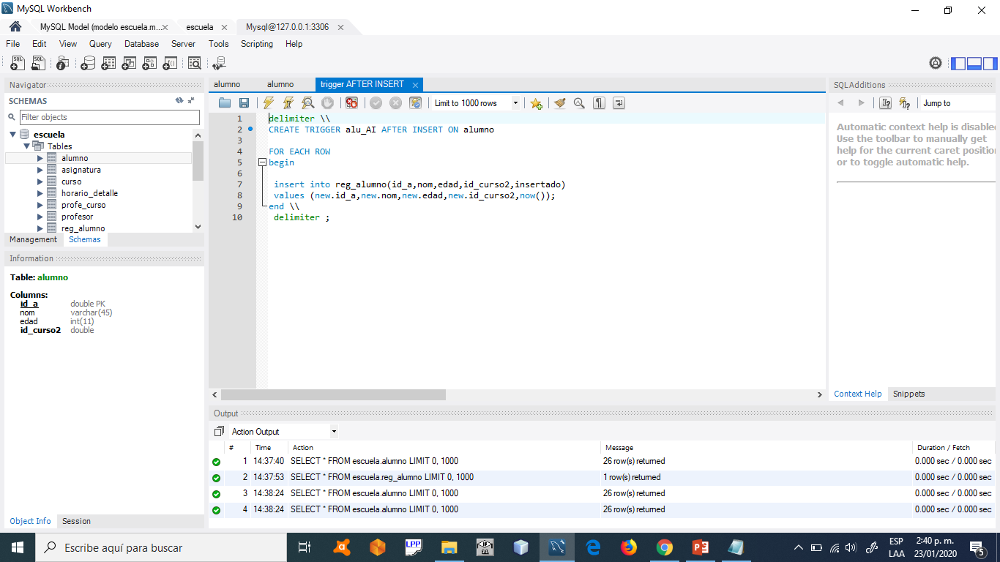 MySQL Workbench
MySQL Model (modelo escuela.m...
escuela
Mysql@127.0.0.1:3306
File Edit View Query Database Server Tools Scripting Help
Navigator
SCHEMAS
Filter objects
escuela
Tables
alumno
asignatura
curso
horario_detalle
profe_curso
profesor
reg_alumno
Management Schemas
Information
Table: alumno
Columns:
id_a double PK
nom varchar(45)
edad int(11)
id_curso2 double
Object Info Session
alumno alumno trigger AFTER INSERT
Limit to 1000 rows
1 delimiter \\
2 CREATE TRIGGER alu_AI AFTER INSERT ON alumno
3
4 FOR EACH ROW
5 begin
6
7 insert into reg_alumno(id_a,nom,edad,id_curso2,insertado)
8 values (new.id_a,new.nom,new.edad,new.id_curso2,now());
9 end \\
10 delimiter ;
SQLAdditions
Jump to
Automatic context help is disable
Use the toolbar to manually get
help for the current caret position
or to toggle automatic help.
Context Help Snippets
Output
Action Output
# Time Action Message Duration / Fetch
1 14:37:40 SELECT * FROM escuela.alumno LIMIT 0, 1000 26 row(s) returned 0.000 sec / 0.000 sec
2 14:37:53 SELECT * FROM escuela.reg_alumno LIMIT 0, 1000 1 row(s) returned 0.000 sec / 0.000 sec
3 14:38:24 SELECT * FROM escuela.alumno LIMIT 0, 1000 26 row(s) returned 0.000 sec / 0.000 sec
4 14:38:24 SELECT * FROM escuela.alumno LIMIT 0, 1000 26 row(s) returned 0.000 sec / 0.000 sec
Escribe aquí para buscar
LPP
ESP
LAA
2:40 p. m.
23/01/2020
5